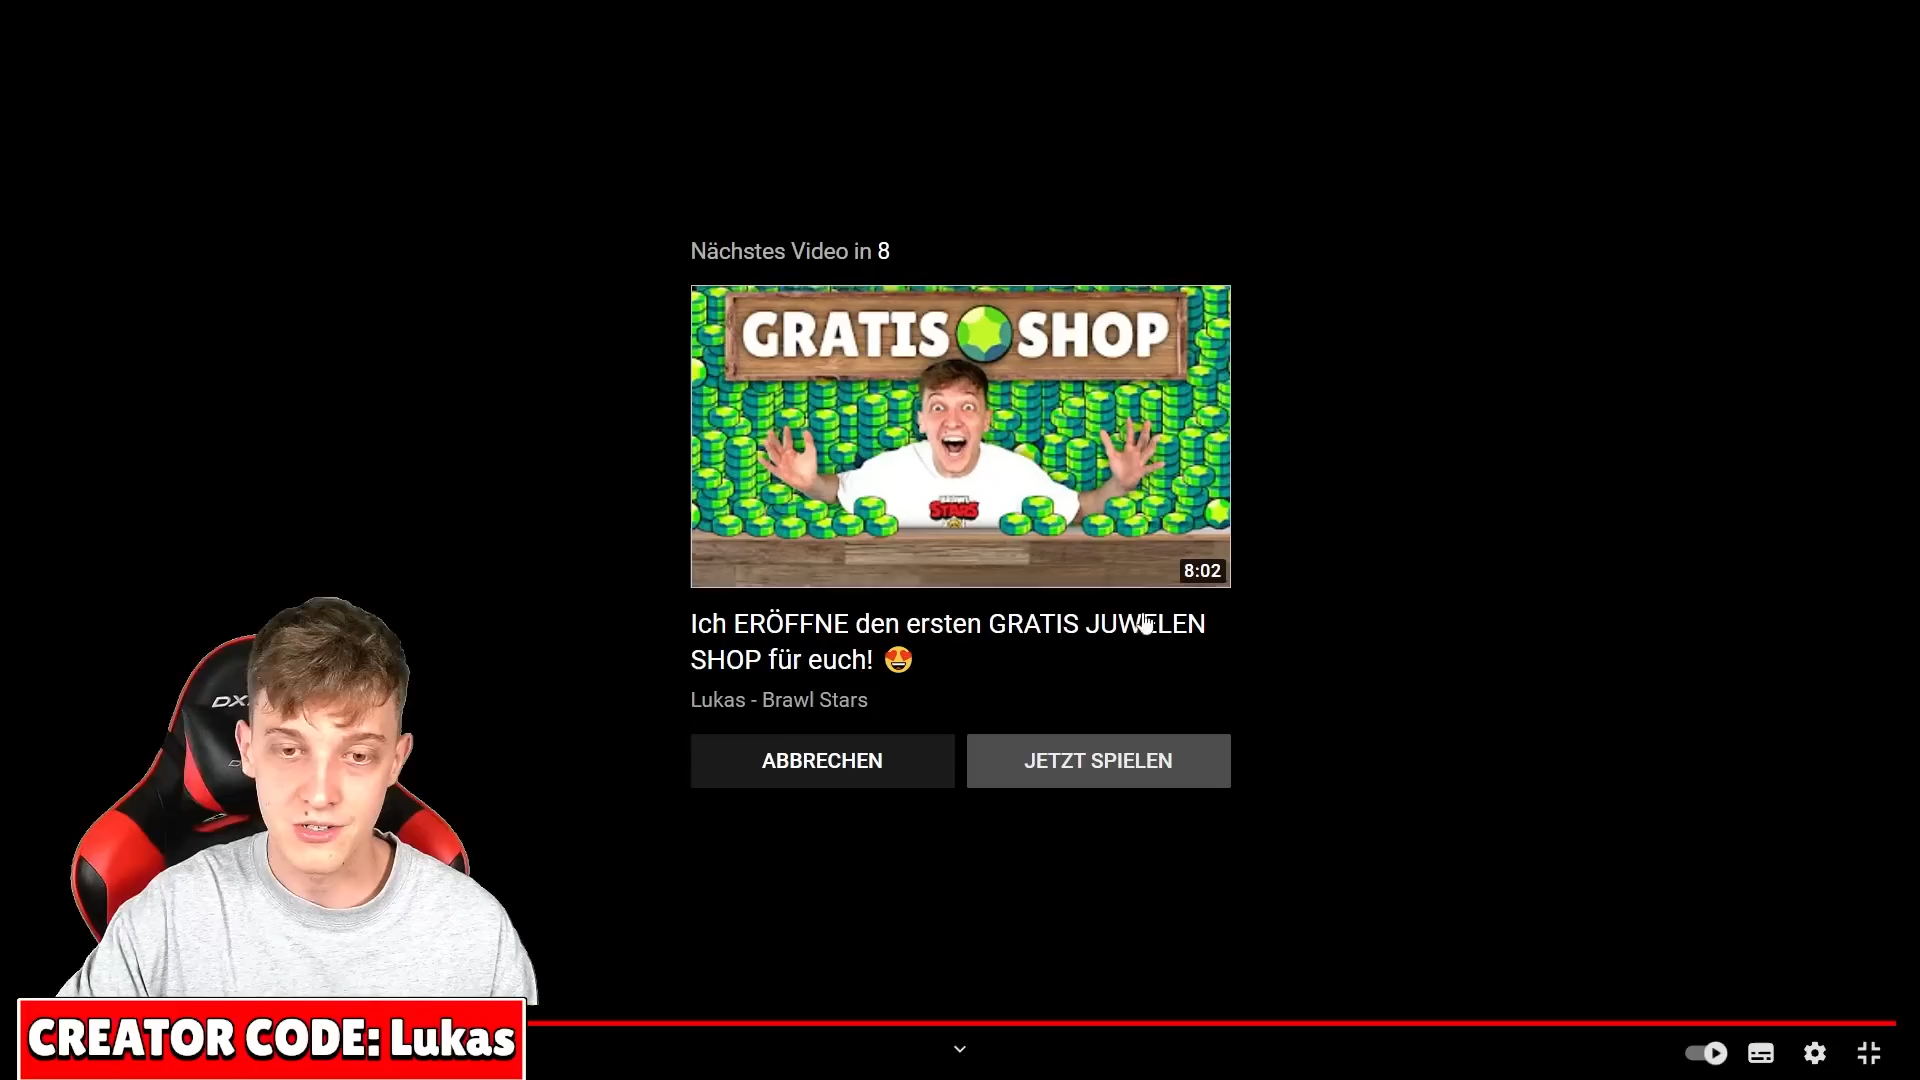 Nächstes Video in 8
GRATIS SHOP
STARS
8:02
Ich ERÖFFNE den ersten GRATIS JUWELEN
SHOP für euch! 😍
Lukas - Brawl Stars
ABBRECHEN
JETZT SPIELEN
CREATOR CODE: Lukas